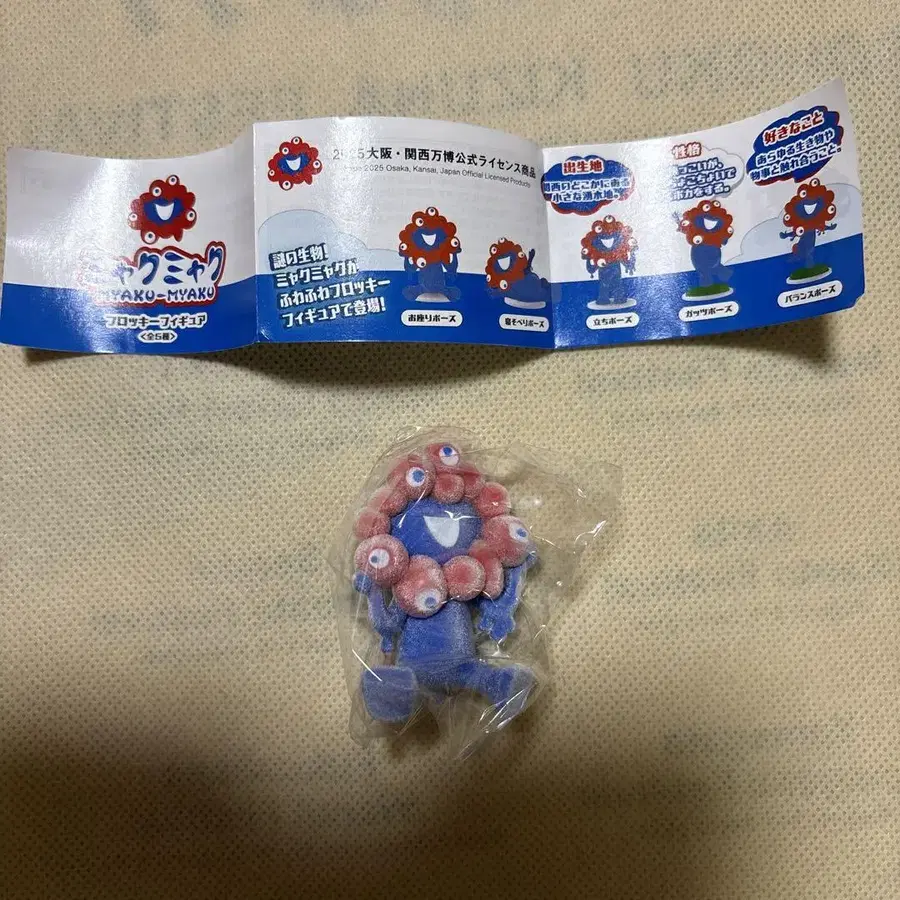 ミャクミャク
MYAKU-MYAKU
フロッキーフィギュア
<全5種>
2025大阪・関西万博公式ライセンス商品
2025 Osaka, Kansai, Japan Official Licensed Products
謎の生物!
ミャクミャクが
ふわふわフロッキー
フィギュアで登場!
お座りポーズ
寝そべりポーズ
出生地
関西のどこかにある
小さな湧水地。
立ちポーズ
性格
ガッツポーズ
好きなこと
あらゆる生き物や
物事と触れ合うこと。
バランスポーズ